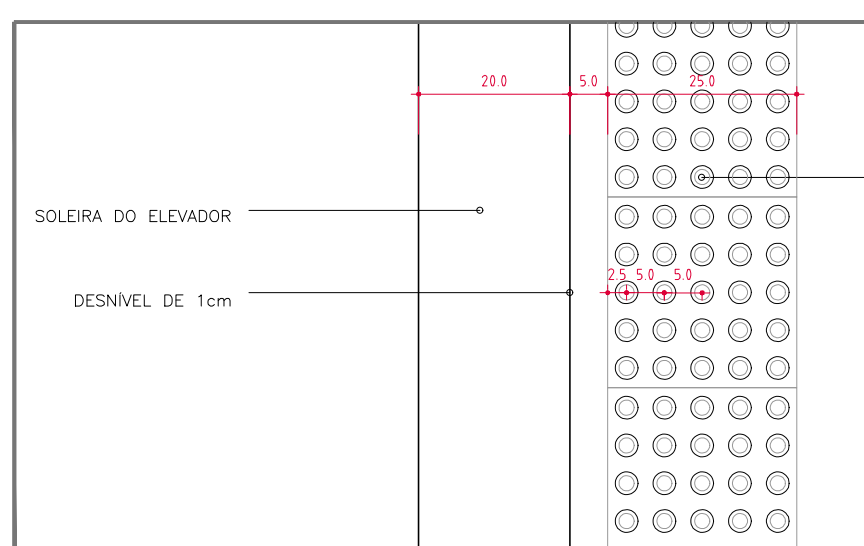 20.0 5.0 25.0
SOLEIRA DO ELEVADOR
2.5 5.0 5.0
DESNÍVEL DE 1cm